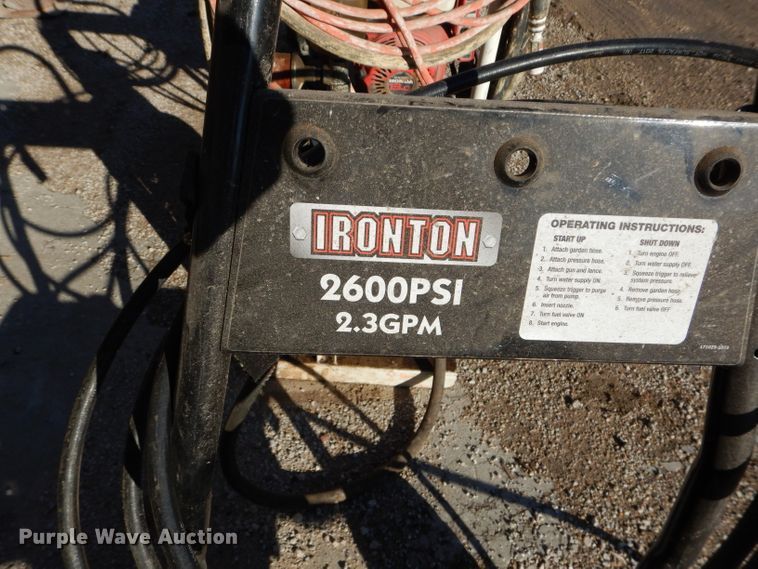 HONDA
IRONTON
2600PSI
2.3GPM
OPERATING INSTRUCTIONS:
START UP
1. Attach garden hose.
2. Attach pressure hose.
3. Attach gun and lance.
4. Turn water supply ON
5. Squeeze trigger to purge
air from pump.
6. Insert nozzle.
7. Turn fuel valve ON
8. Start engine.
SHUT DOWN
1. Turn engine OFF.
2. Turn water supply OFF.
3. Squeeze trigger to relieve
system pressure.
4. Remove garden hose.
5. Remove pressure hose.
6. Turn fuel valve OFF
Purple Wave Auction